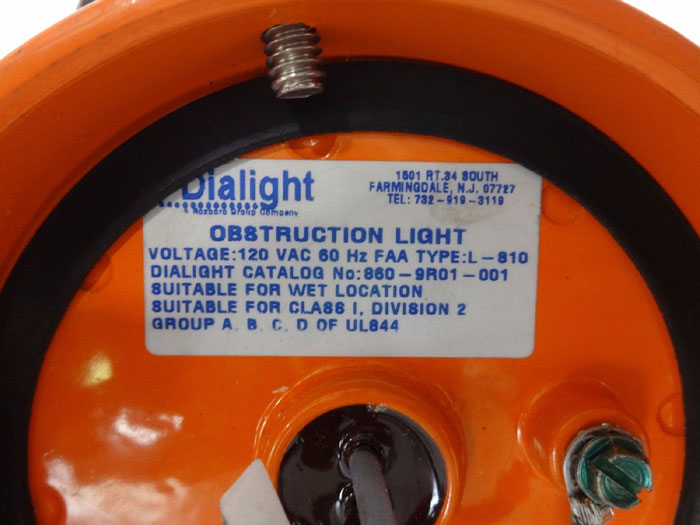 Dialight
A Roxboro Group Company
1501 RT.34 SOUTH
FARMINGDALE, N.J. 07727
TEL: 732-919-3119
OBSTRUCTION LIGHT
VOLTAGE:120 VAC 60 Hz FAA TYPE:L-810
DIALIGHT CATALOG No:860-9R01-001
SUITABLE FOR WET LOCATION
SUITABLE FOR CLASS I, DIVISION 2
GROUP A, B, C, D OF UL844